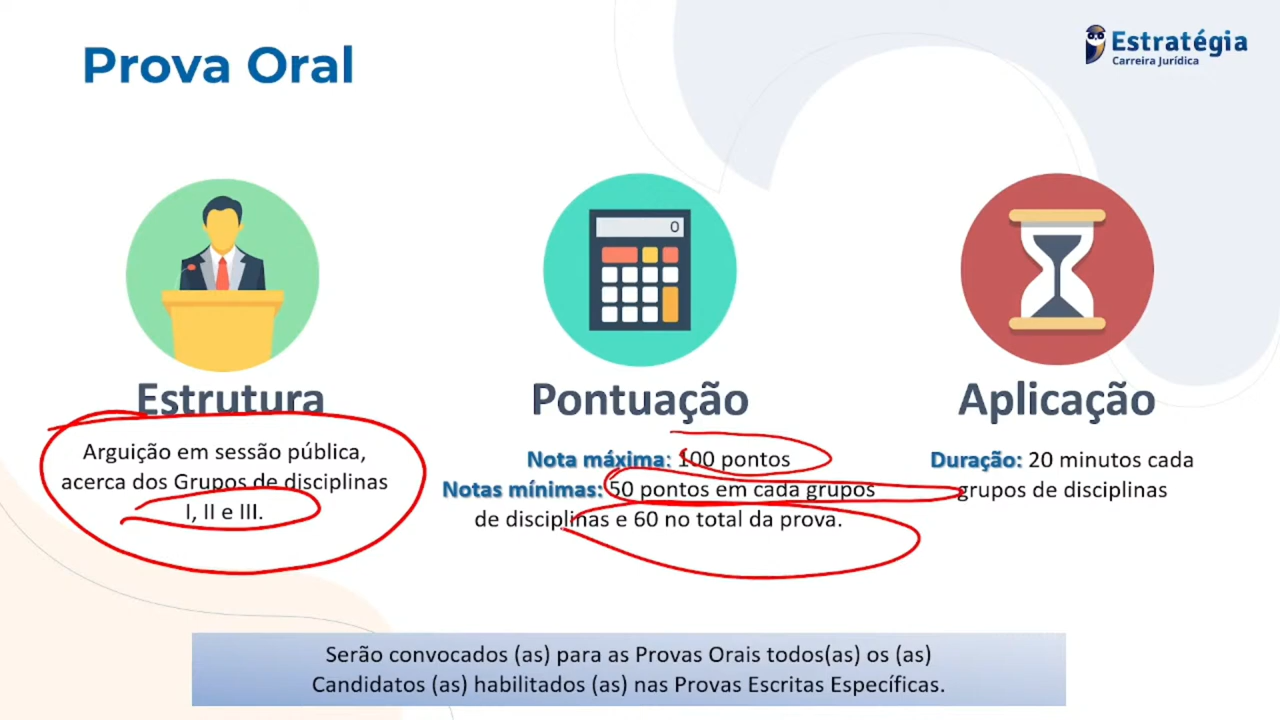 Prova Oral
Estratégia
Carreira Jurídica
0
Estrutura
Arguição em sessão pública,
acerca dos Grupos de disciplinas
I, II e III.
Pontuação
Nota máxima: 100 pontos
Notas mínimas: 50 pontos em cada grupos
de disciplinas e 60 no total da prova.
Aplicação
Duração: 20 minutos cada
grupos de disciplinas
Serão convocados (as) para as Provas Orais todos(as) os (as)
Candidatos (as) habilitados (as) nas Provas Escritas Específicas.